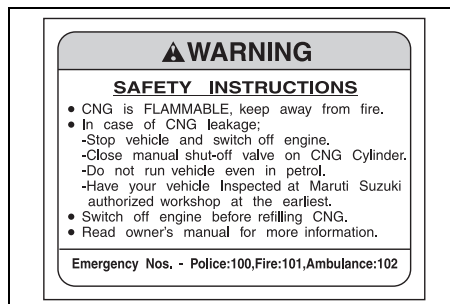 WARNING
SAFETY INSTRUCTIONS
● CNG is FLAMMABLE, keep away from fire.
● In case of CNG leakage;
-Stop vehicle and switch off engine.
-Close manual shut-off valve on CNG Cylinder.
-Do not run vehicle even in petrol.
-Have your vehicle Inspected at Maruti Suzuki
authorized workshop at the earliest.
● Switch off engine before refilling CNG.
● Read owner's manual for more information.
Emergency Nos. - Police:100,Fire:101,Ambulance:102